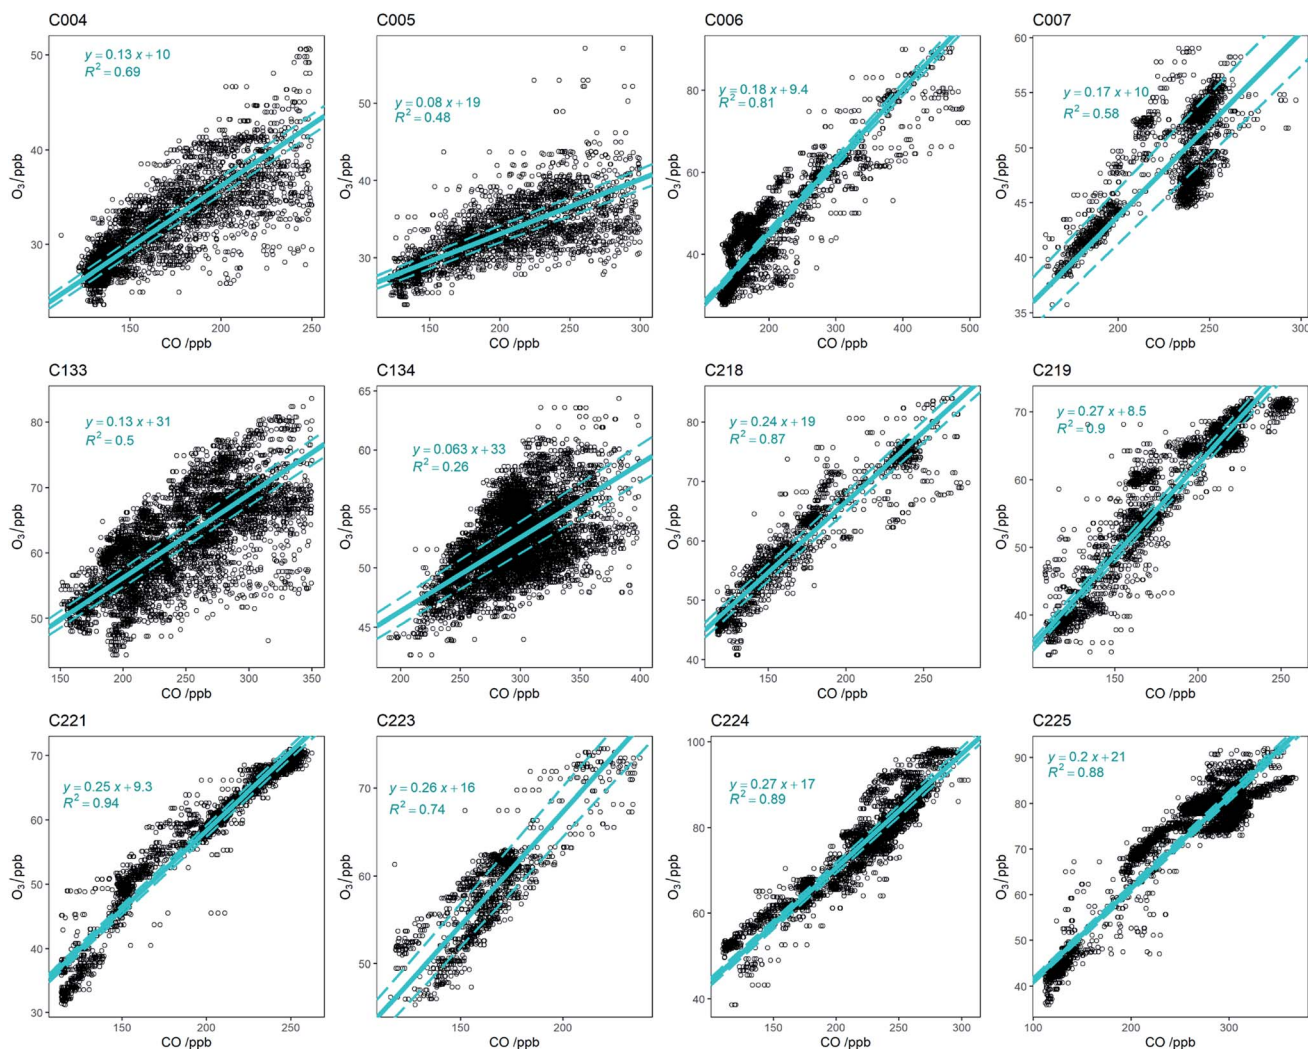 C004
y = 0.13 x + 10
R² = 0.69
50
40
30
O₃/ppb
150 200 250
CO /ppb
C005
y = 0.08 x + 19
R² = 0.48
50
40
30
O₃/ppb
150 200 250 300
CO /ppb
C006
y = 0.18 x + 9.4
R² = 0.81
80
60
40
O₃/ppb
200 300 400 500
CO /ppb
C007
y = 0.17 x + 10
R² = 0.58
60
55
50
45
40
35
O₃/ppb
200 250 300
CO /ppb
C133
y = 0.13 x + 31
R² = 0.5
80
70
60
50
O₃/ppb
150 200 250 300 350
CO /ppb
C134
y = 0.063 x + 33
R² = 0.26
65
60
55
50
45
O₃/ppb
200 250 300 350 400
CO /ppb
C218
y = 0.24 x + 19
R² = 0.87
80
70
60
50
40
O₃/ppb
150 200 250
CO /ppb
C219
y = 0.27 x + 8.5
R² = 0.9
70
60
50
40
O₃/ppb
150 200 250
CO /ppb
C221
y = 0.25 x + 9.3
R² = 0.94
70
60
50
40
30
O₃/ppb
150 200 250
CO /ppb
C223
y = 0.26 x + 16
R² = 0.74
70
60
50
O₃/ppb
150 200
CO /ppb
C224
y = 0.27 x + 17
R² = 0.89
100
80
60
40
O₃/ppb
150 200 250 300
CO /ppb
C225
y = 0.2 x + 21
R² = 0.88
90
80
70
60
50
40
O₃/ppb
100 200 300
CO /ppb